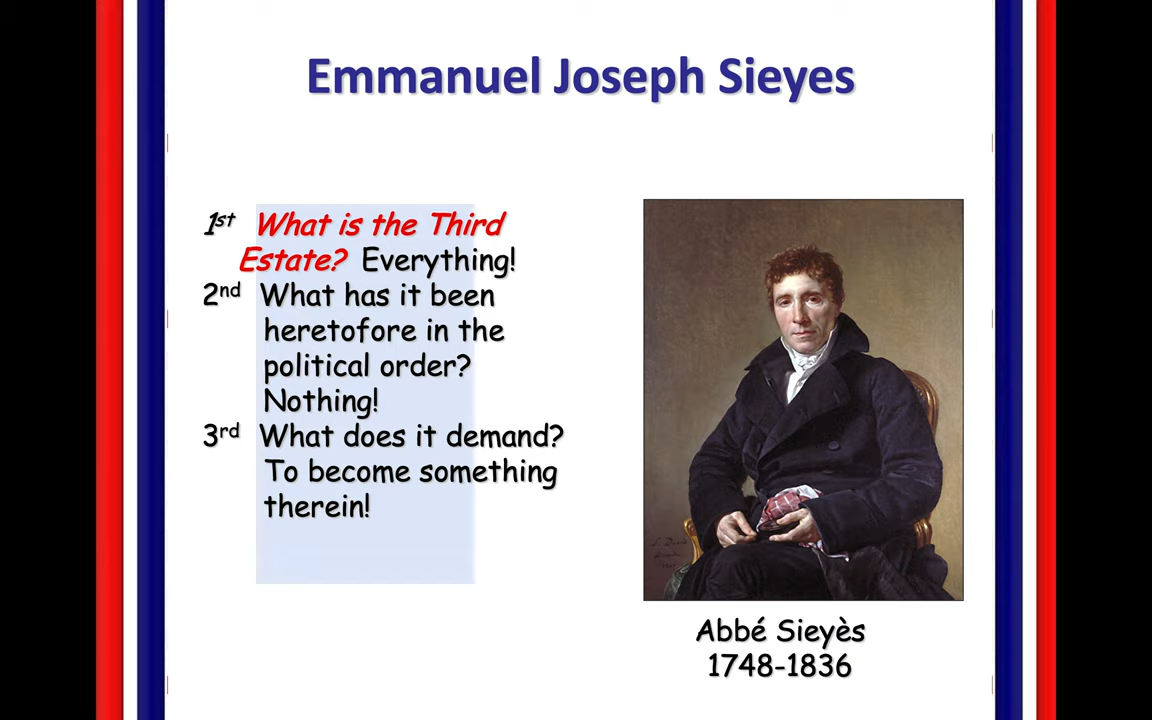 Emmanuel Joseph Sieyes
1st What is the Third
Estate? Everything!
2nd What has it been
heretofore in the
political order?
Nothing!
3rd What does it demand?
To become something
therein!
Abbé Sieyès
1748-1836